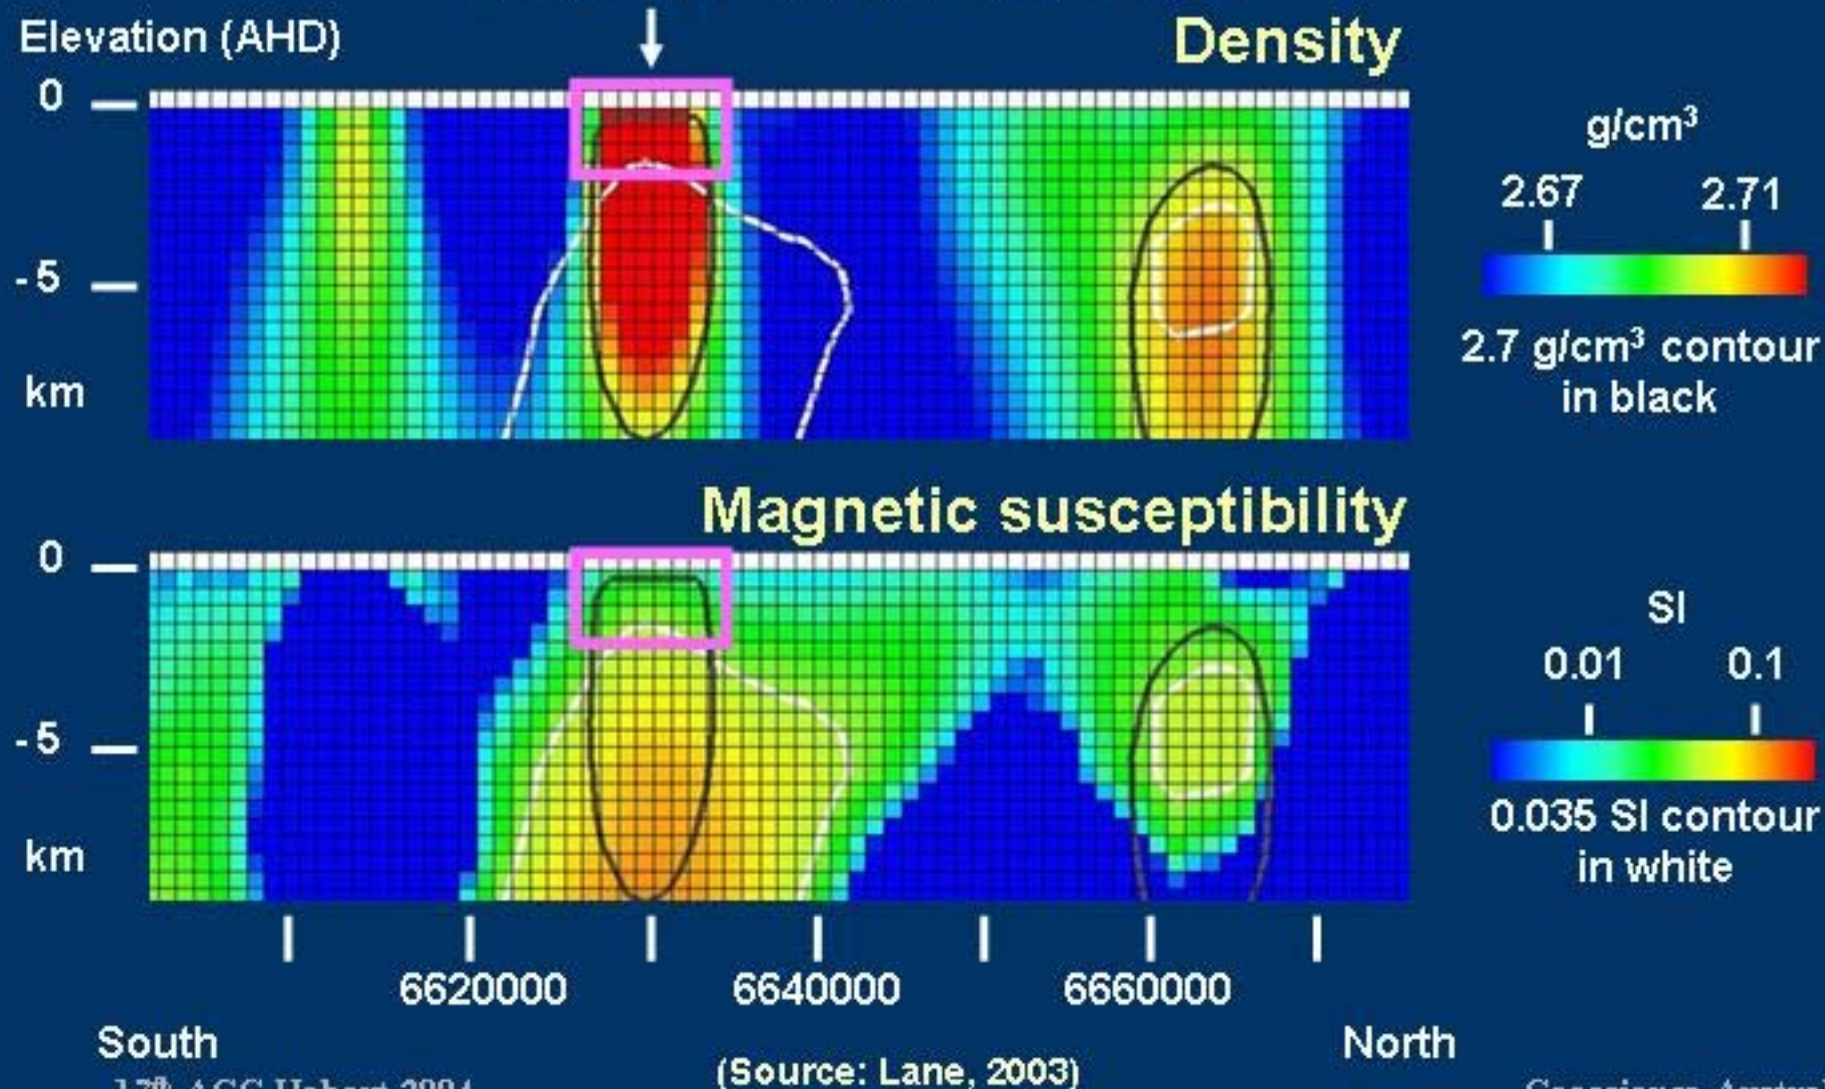 Elevation (AHD)
Density
0
-5
km
g/cm³
2.67 2.71
2.7 g/cm³ contour
in black
Magnetic susceptibility
0
-5
km
SI
0.01 0.1
0.035 SI contour
in white
6620000 6640000 6660000
South North
(Source: Lane, 2003)